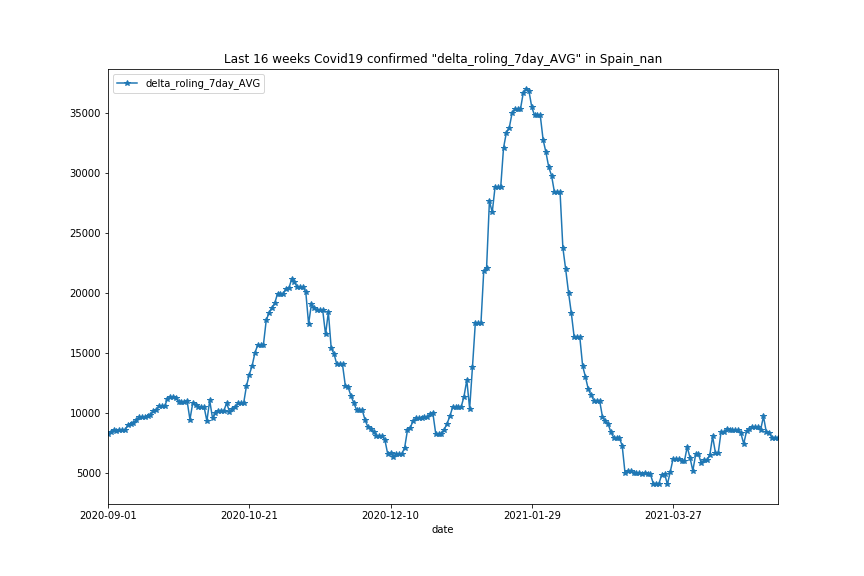 Last 16 weeks Covid19 confirmed "delta_roling_7day_AVG" in Spain_nan
delta_roling_7day_AVG
35000
30000
25000
20000
15000
10000
5000
2020-09-01 2020-10-21 2020-12-10 2021-01-29 2021-03-27
date